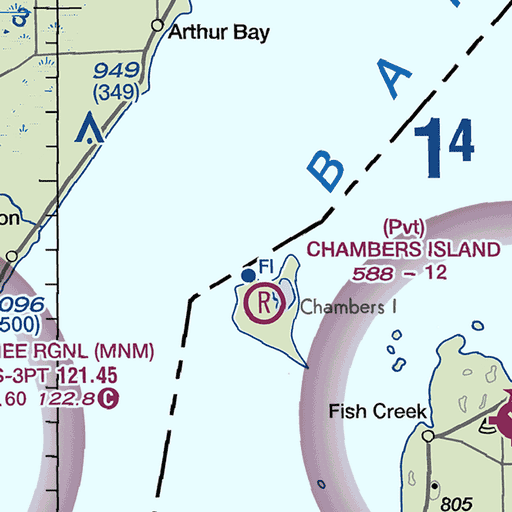 Arthur Bay
949
(349)
A
B
14
on
(Pvt)
CHAMBERS ISLAND
588 – 12
Fl
R
Chambers I
096
500)
EE RGNL (MNM)
S-3PT 121.45
.60 122.8 C
Fish Creek
805